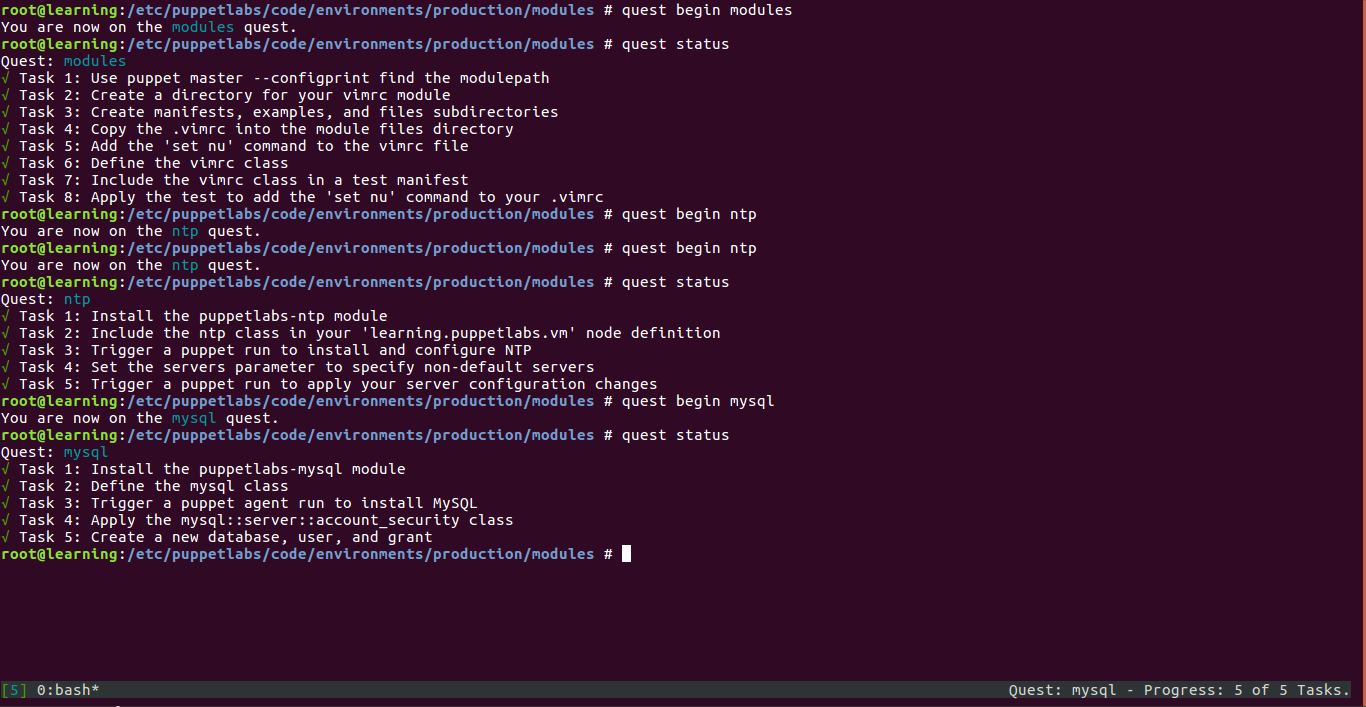 root@learning:/etc/puppetlabs/code/environments/production/modules # quest begin modules
You are now on the modules quest.
root@learning:/etc/puppetlabs/code/environments/production/modules # quest status
Quest: modules
√ Task 1: Use puppet master --configprint find the modulepath
√ Task 2: Create a directory for your vimrc module
√ Task 3: Create manifests, examples, and files subdirectories
√ Task 4: Copy the .vimrc into the module files directory
√ Task 5: Add the 'set nu' command to the vimrc file
√ Task 6: Define the vimrc class
√ Task 7: Include the vimrc class in a test manifest
√ Task 8: Apply the test to add the 'set nu' command to your .vimrc
root@learning:/etc/puppetlabs/code/environments/production/modules # quest begin ntp
You are now on the ntp quest.
root@learning:/etc/puppetlabs/code/environments/production/modules # quest begin ntp
You are now on the ntp quest.
root@learning:/etc/puppetlabs/code/environments/production/modules # quest status
Quest: ntp
√ Task 1: Install the puppetlabs-ntp module
√ Task 2: Include the ntp class in your 'learning.puppetlabs.vm' node definition
√ Task 3: Trigger a puppet run to install and configure NTP
√ Task 4: Set the servers parameter to specify non-default servers
√ Task 5: Trigger a puppet run to apply your server configuration changes
root@learning:/etc/puppetlabs/code/environments/production/modules # quest begin mysql
You are now on the mysql quest.
root@learning:/etc/puppetlabs/code/environments/production/modules # quest status
Quest: mysql
√ Task 1: Install the puppetlabs-mysql module
√ Task 2: Define the mysql class
√ Task 3: Trigger a puppet agent run to install MySQL
√ Task 4: Apply the mysql::server::account_security class
√ Task 5: Create a new database, user, and grant
root@learning:/etc/puppetlabs/code/environments/production/modules #
[5] 0:bash* Quest: mysql - Progress: 5 of 5 Tasks.